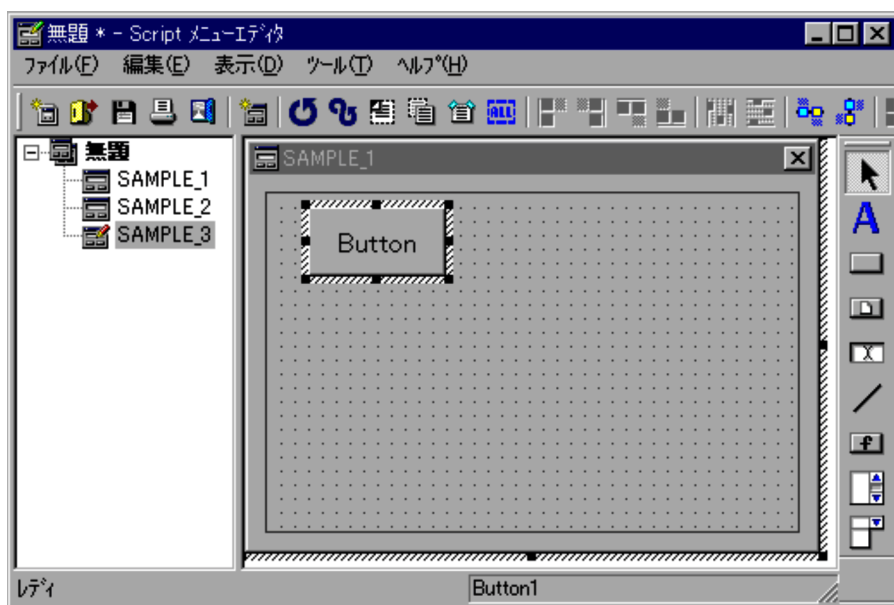 無題 * - Script ﾒﾆｭｰｴﾃﾞｨﾀ
ﾌｧｲﾙ(F) 編集(E) 表示(D) ﾂｰﾙ(T) ﾍﾙﾌﾟ(H)
ALL
無題
SAMPLE_1
SAMPLE_2
SAMPLE_3
SAMPLE_1
Button
A
f
ﾚﾃﾞｨ
Button1